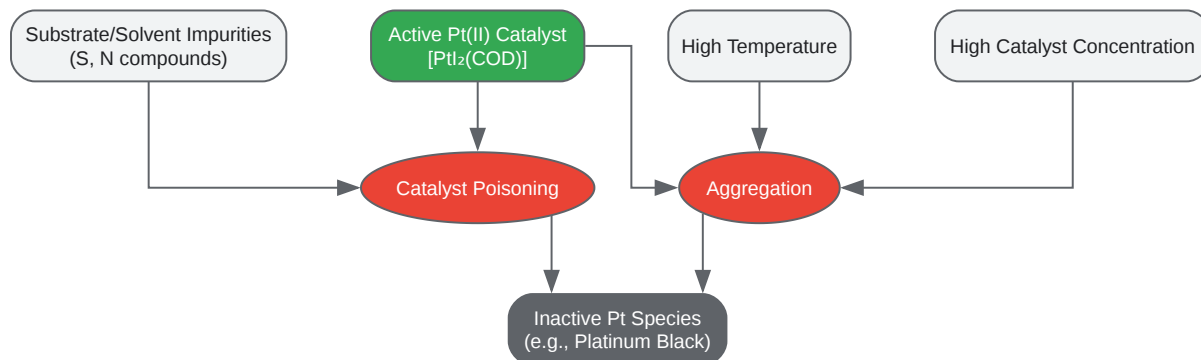 Substrate/Solvent Impurities
(S, N compounds)
Active Pt(II) Catalyst
[PtI₂(COD)]
High Temperature
High Catalyst Concentration
Catalyst Poisoning
Aggregation
Inactive Pt Species
(e.g., Platinum Black)